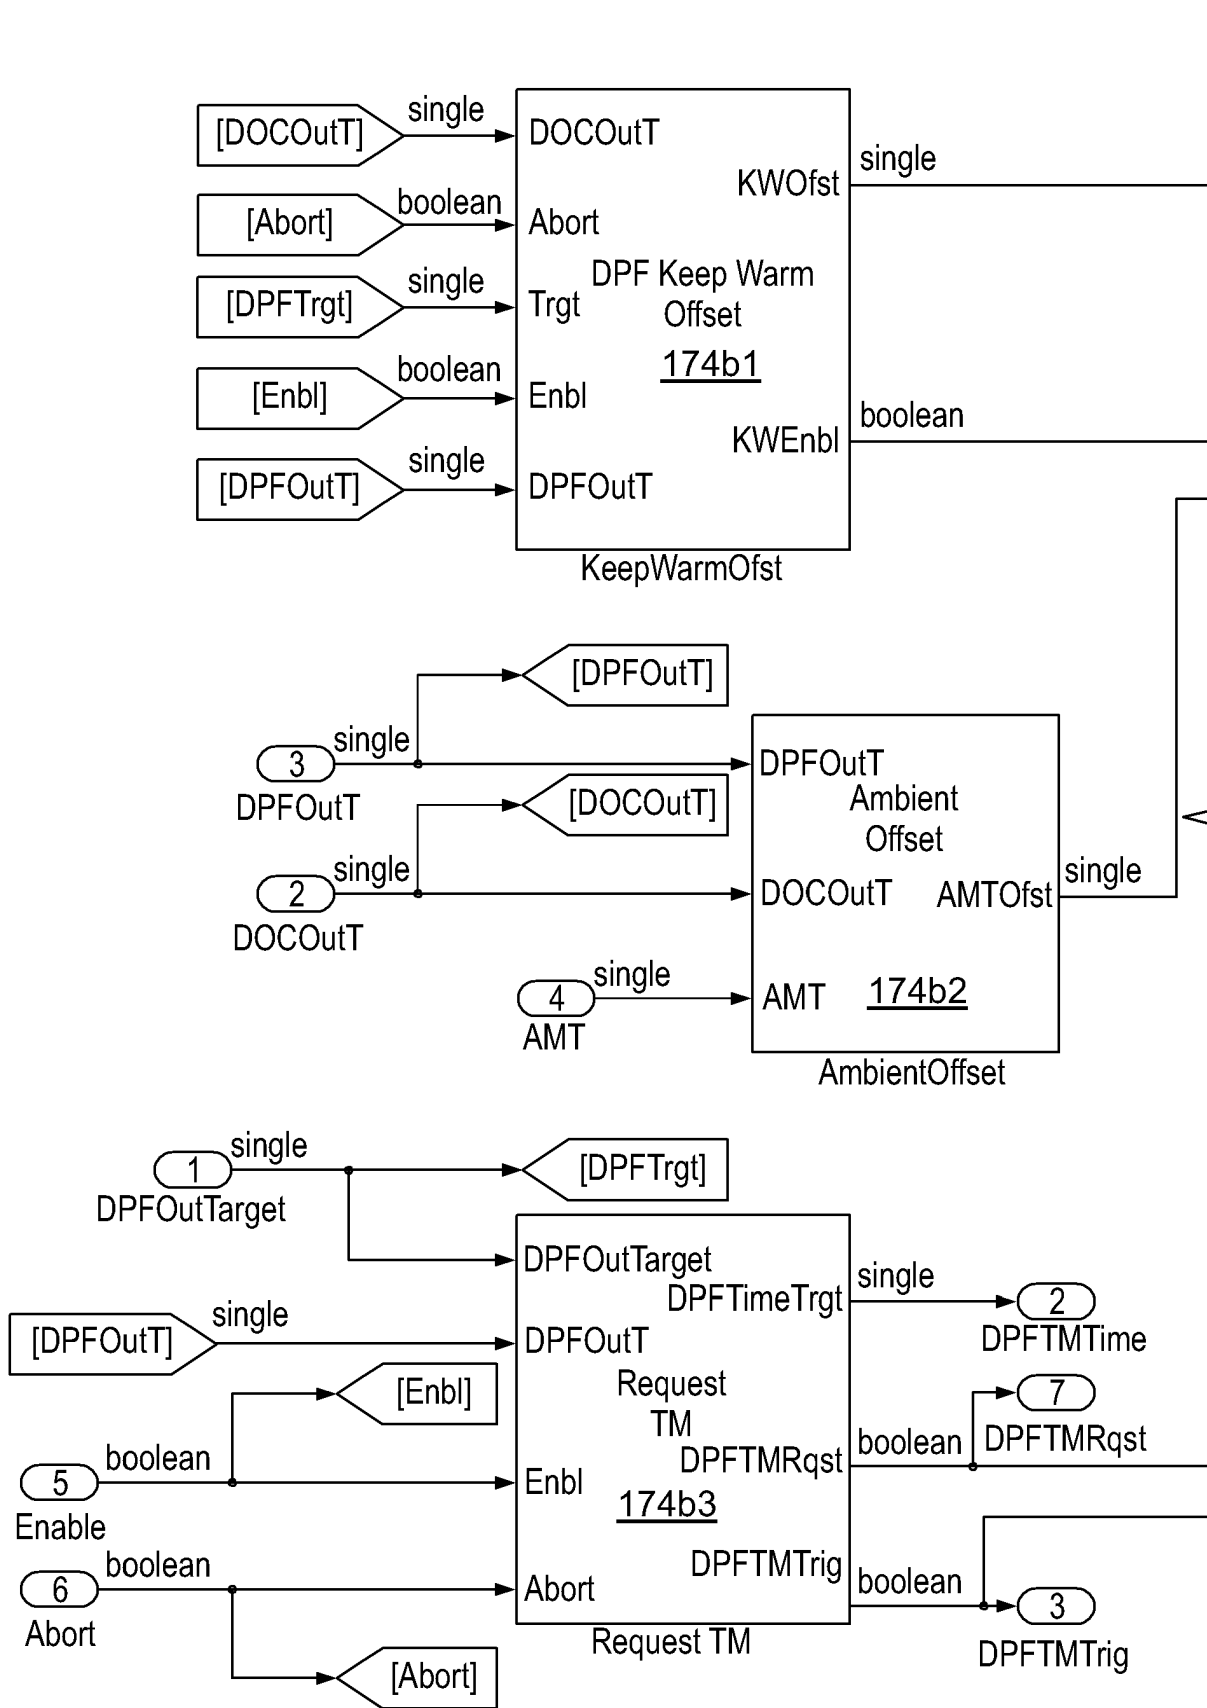 [DOCOutT]
single
DOCOutT
KWOfst
single
[Abort]
boolean
Abort
[DPFTrgt]
single
Trgt
DPF Keep Warm
Offset
174b1
[Enbl]
boolean
Enbl
KWEnbl
boolean
[DPFOutT]
single
DPFOutT
KeepWarmOfst
[DPFOutT]
3
single
DPFOutT
DPFOutT
[DOCOutT]
Ambient
Offset
2
single
DOCOutT
DOCOutT
AMTOfst
single
4
single
AMT
AMT
174b2
AmbientOffset
1
single
DPFOutTarget
[DPFTrgt]
DPFOutTarget
DPFTimeTrgt
single
2
DPFTMTime
[DPFOutT]
single
DPFOutT
[Enbl]
Request
TM
7
DPFTMRqst
DPFTMRqst
boolean
5
boolean
Enable
Enbl
174b3
DPFTMTrig
boolean
3
DPFTMTrig
6
boolean
Abort
Abort
Request TM
[Abort]